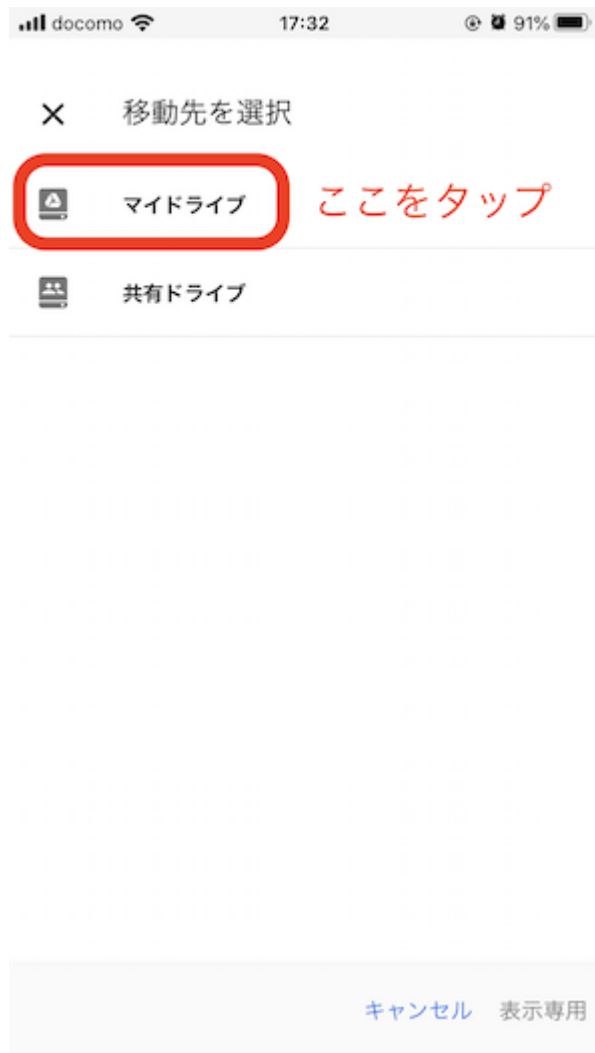 docomo 17:32 91%
× 移動先を選択
マイドライブ ここをタップ
共有ドライブ
キャンセル 表示専用